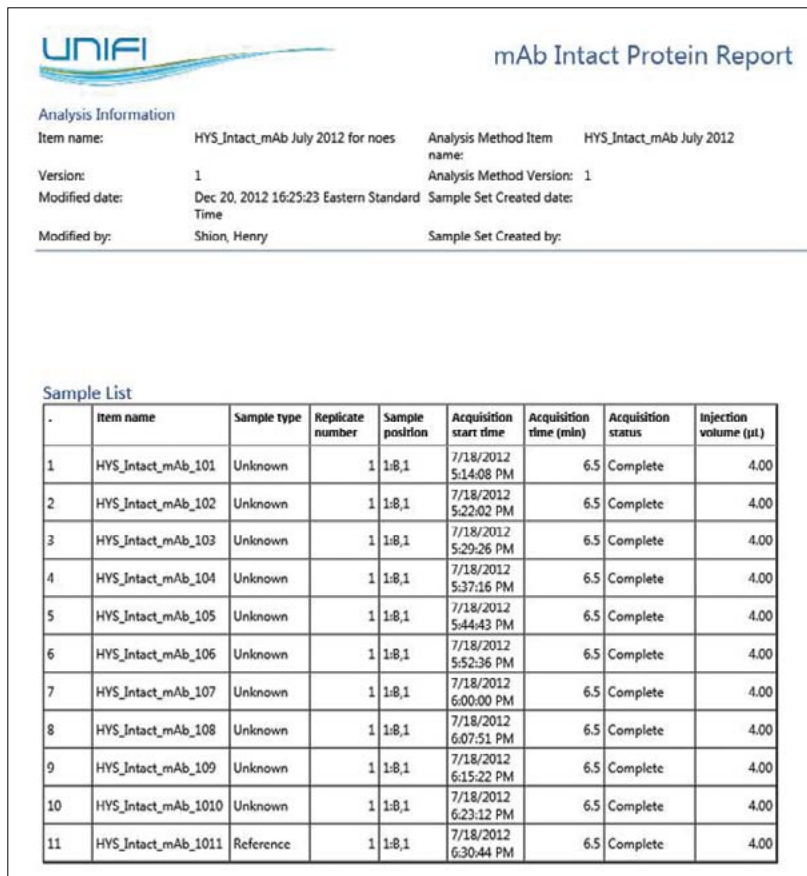 UNIFI
mAb Intact Protein Report
Analysis Information
Item name: HYS_Intact_mAb July 2012 for noes Analysis Method Item name: HYS_Intact_mAb July 2012
Version: 1 Analysis Method Version: 1
Modified date: Dec 20, 2012 16:25:23 Eastern Standard Time Sample Set Created date:
Modified by: Shion, Henry Sample Set Created by:
Sample List
. Item name Sample type Replicate number Sample position Acquisition start time Acquisition time (min) Acquisition status Injection volume (µL)
1 HYS_Intact_mAb_101 Unknown 1 1:B,1 7/18/2012 5:14:08 PM 6.5 Complete 4.00
2 HYS_Intact_mAb_102 Unknown 1 1:B,1 7/18/2012 5:22:02 PM 6.5 Complete 4.00
3 HYS_Intact_mAb_103 Unknown 1 1:B,1 7/18/2012 5:29:26 PM 6.5 Complete 4.00
4 HYS_Intact_mAb_104 Unknown 1 1:B,1 7/18/2012 5:37:16 PM 6.5 Complete 4.00
5 HYS_Intact_mAb_105 Unknown 1 1:B,1 7/18/2012 5:44:43 PM 6.5 Complete 4.00
6 HYS_Intact_mAb_106 Unknown 1 1:B,1 7/18/2012 5:52:36 PM 6.5 Complete 4.00
7 HYS_Intact_mAb_107 Unknown 1 1:B,1 7/18/2012 6:00:00 PM 6.5 Complete 4.00
8 HYS_Intact_mAb_108 Unknown 1 1:B,1 7/18/2012 6:07:51 PM 6.5 Complete 4.00
9 HYS_Intact_mAb_109 Unknown 1 1:B,1 7/18/2012 6:15:22 PM 6.5 Complete 4.00
10 HYS_Intact_mAb_1010 Unknown 1 1:B,1 7/18/2012 6:23:12 PM 6.5 Complete 4.00
11 HYS_Intact_mAb_1011 Reference 1 1:B,1 7/18/2012 6:30:44 PM 6.5 Complete 4.00